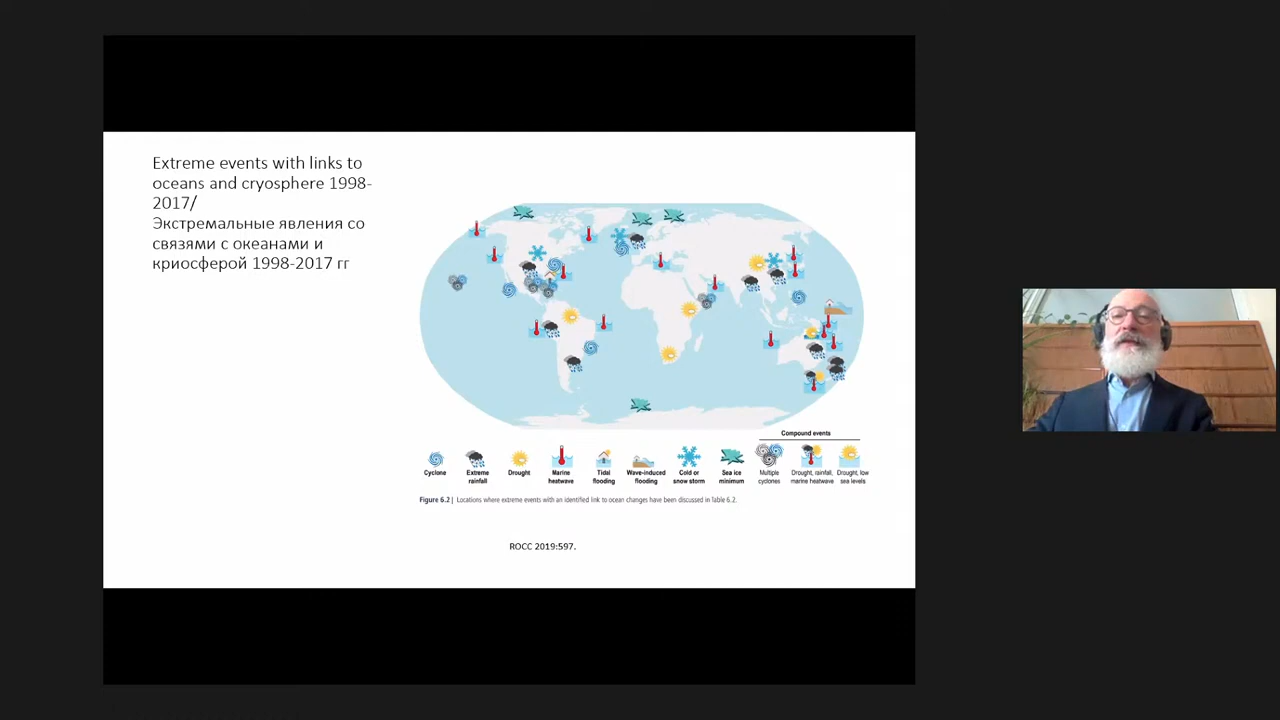 Extreme events with links to
oceans and cryosphere 1998-
2017/
Экстремальные явления со
связями с океанами и
криосферой 1998-2017 гг
Compound events
Cyclone
Extreme
rainfall
Drought
Marine
heatwave
Tidal
flooding
Wave-induced
flooding
Cold or
snow storm
Sea ice
minimum
Multiple
cyclones
Drought, rainfall,
marine heatwave
Drought, low
sea levels
Figure 6.2 | Locations where extreme events with an identified link to ocean changes have been discussed in Table 6.2.
ROCC 2019:597.